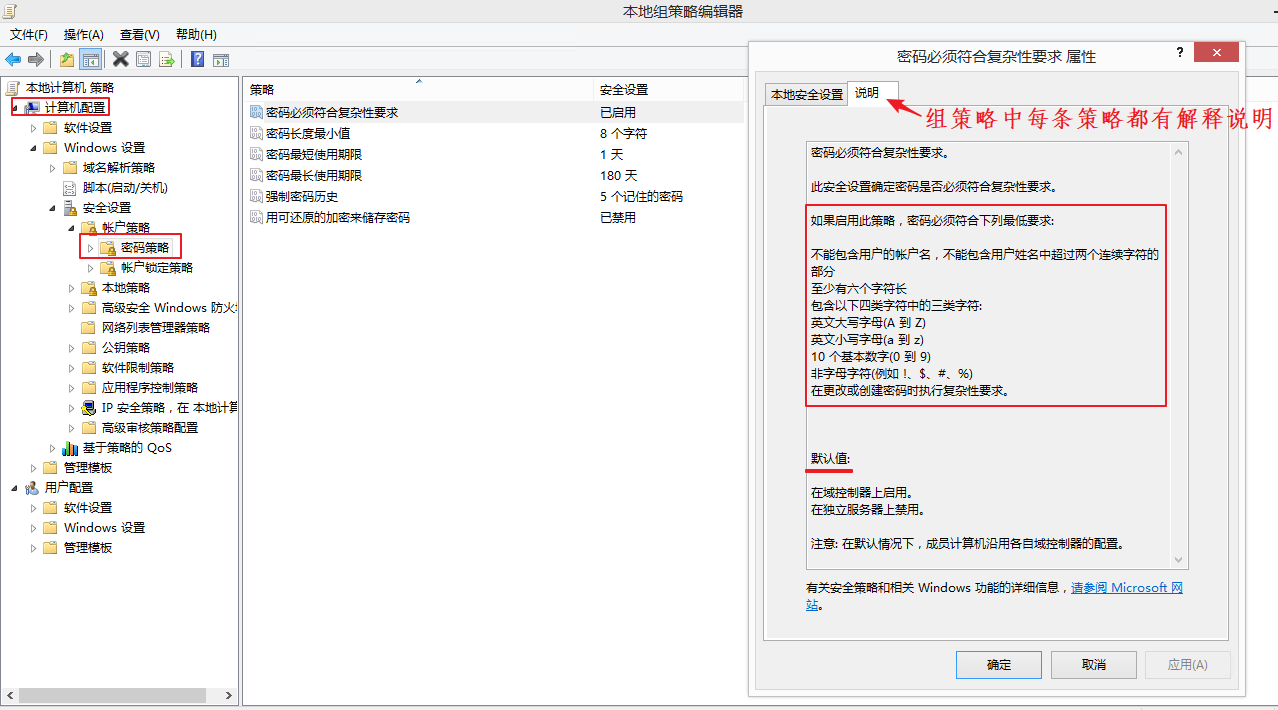 本地组策略编辑器
文件(F) 操作(A) 查看(V) 帮助(H)
本地计算机 策略
计算机配置
软件设置
Windows 设置
域名解析策略
脚本(启动/关机)
安全设置
帐户策略
密码策略
帐户锁定策略
本地策略
高级安全 Windows 防火
网络列表管理器策略
公钥策略
软件限制策略
应用程序控制策略
IP 安全策略，在 本地计算
高级审核策略配置
基于策略的 QoS
管理模板
用户配置
软件设置
Windows 设置
管理模板
策略 安全设置
密码必须符合复杂性要求 已启用
密码长度最小值 8 个字符
密码最短使用期限 1 天
密码最长使用期限 180 天
强制密码历史 5 个记住的密码
用可还原的加密来储存密码 已禁用
密码必须符合复杂性要求 属性
本地安全设置 说明
组策略中每条策略都有解释说明
密码必须符合复杂性要求。
此安全设置确定密码是否必须符合复杂性要求。
如果启用此策略，密码必须符合下列最低要求:
不能包含用户的帐户名，不能包含用户姓名中超过两个连续字符的
部分
至少有六个字符长
包含以下四类字符中的三类字符:
英文大写字母(A 到 Z)
英文小写字母(a 到 z)
10 个基本数字(0 到 9)
非字母字符(例如 !、$、#、%)
在更改或创建密码时执行复杂性要求。
默认值:
在域控制器上启用。
在独立服务器上禁用。
注意: 在默认情况下，成员计算机沿用各自域控制器的配置。
有关安全策略和相关 Windows 功能的详细信息，请参阅 Microsoft 网
站。
确定 取消 应用(A)